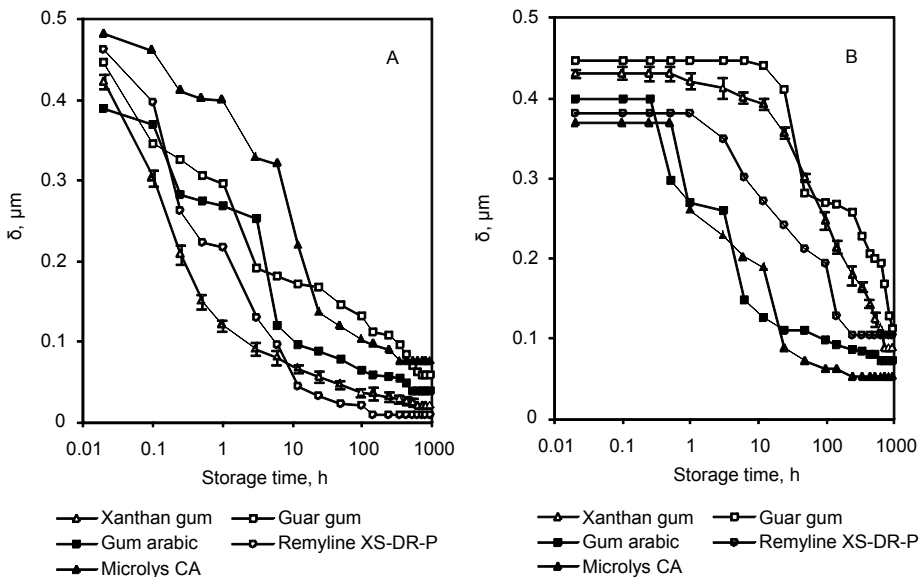 0.5
0.4
0.3
0.2
0.1
0
δ, μm
A
0.01 0.1 1 10 100 1000
Storage time, h
Xanthan gum Guar gum
Gum arabic Remyline XS-DR-P
Microlys CA
0.5
0.4
0.3
0.2
0.1
0
δ, μm
B
0.01 0.1 1 10 100 1000
Storage time, h
Xanthan gum Guar gum
Gum arabic Remyline XS-DR-P
Microlys CA